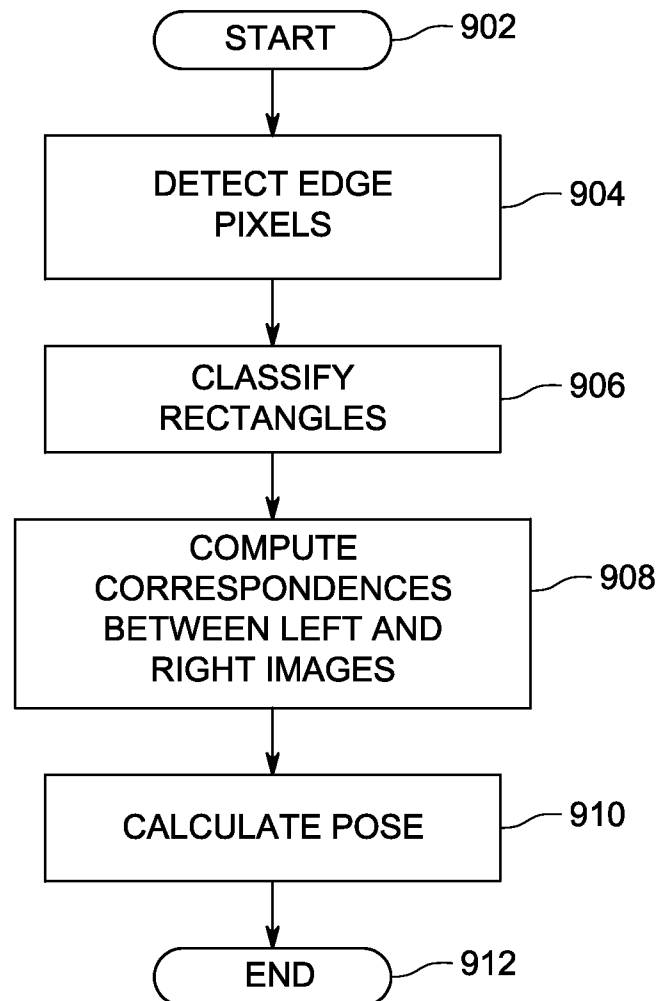 START
902
DETECT EDGE
PIXELS
904
CLASSIFY
RECTANGLES
906
COMPUTE
CORRESPONDENCES
BETWEEN LEFT AND
RIGHT IMAGES
908
CALCULATE POSE
910
END
912